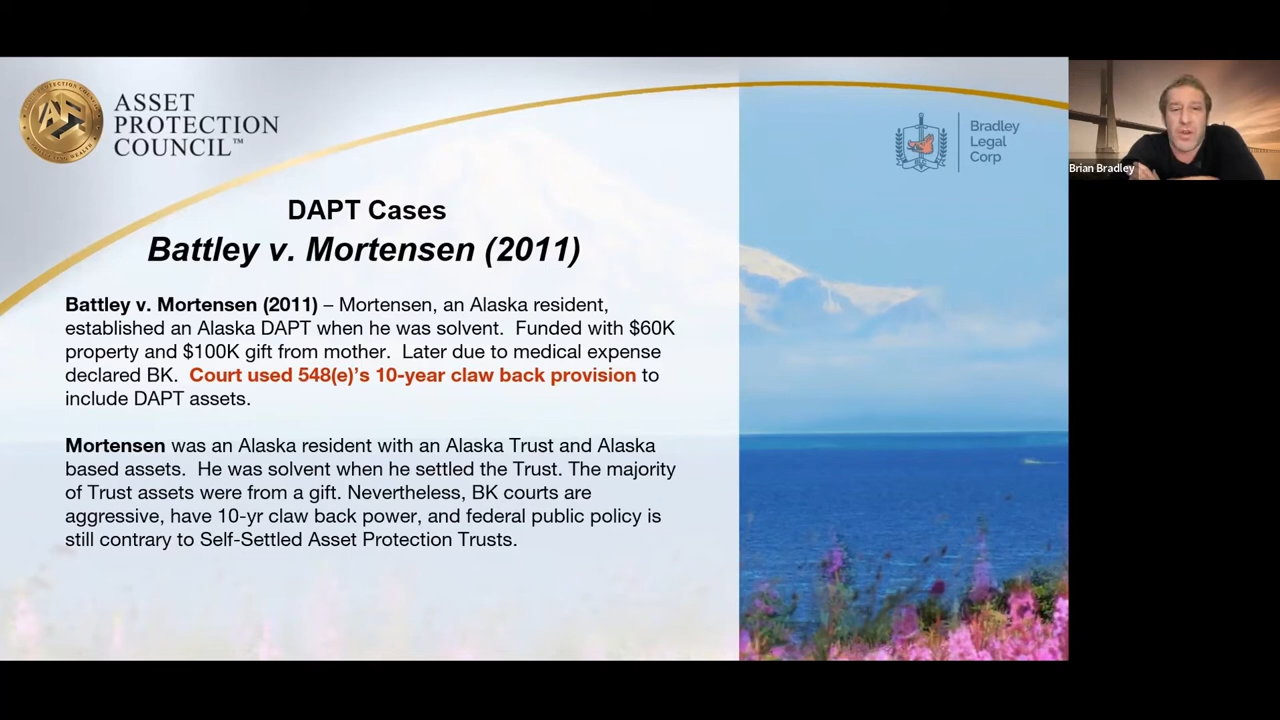 ASSET
PROTECTION
COUNCIL™
Bradley
Legal
Corp
Brian Bradley
DAPT Cases
Battley v. Mortensen (2011)
Battley v. Mortensen (2011) – Mortensen, an Alaska resident,
established an Alaska DAPT when he was solvent.  Funded with $60K
property and $100K gift from mother.  Later due to medical expense
declared BK.  Court used 548(e)’s 10-year claw back provision to
include DAPT assets.
Mortensen was an Alaska resident with an Alaska Trust and Alaska
based assets.  He was solvent when he settled the Trust. The majority
of Trust assets were from a gift. Nevertheless, BK courts are
aggressive, have 10-yr claw back power, and federal public policy is
still contrary to Self-Settled Asset Protection Trusts.